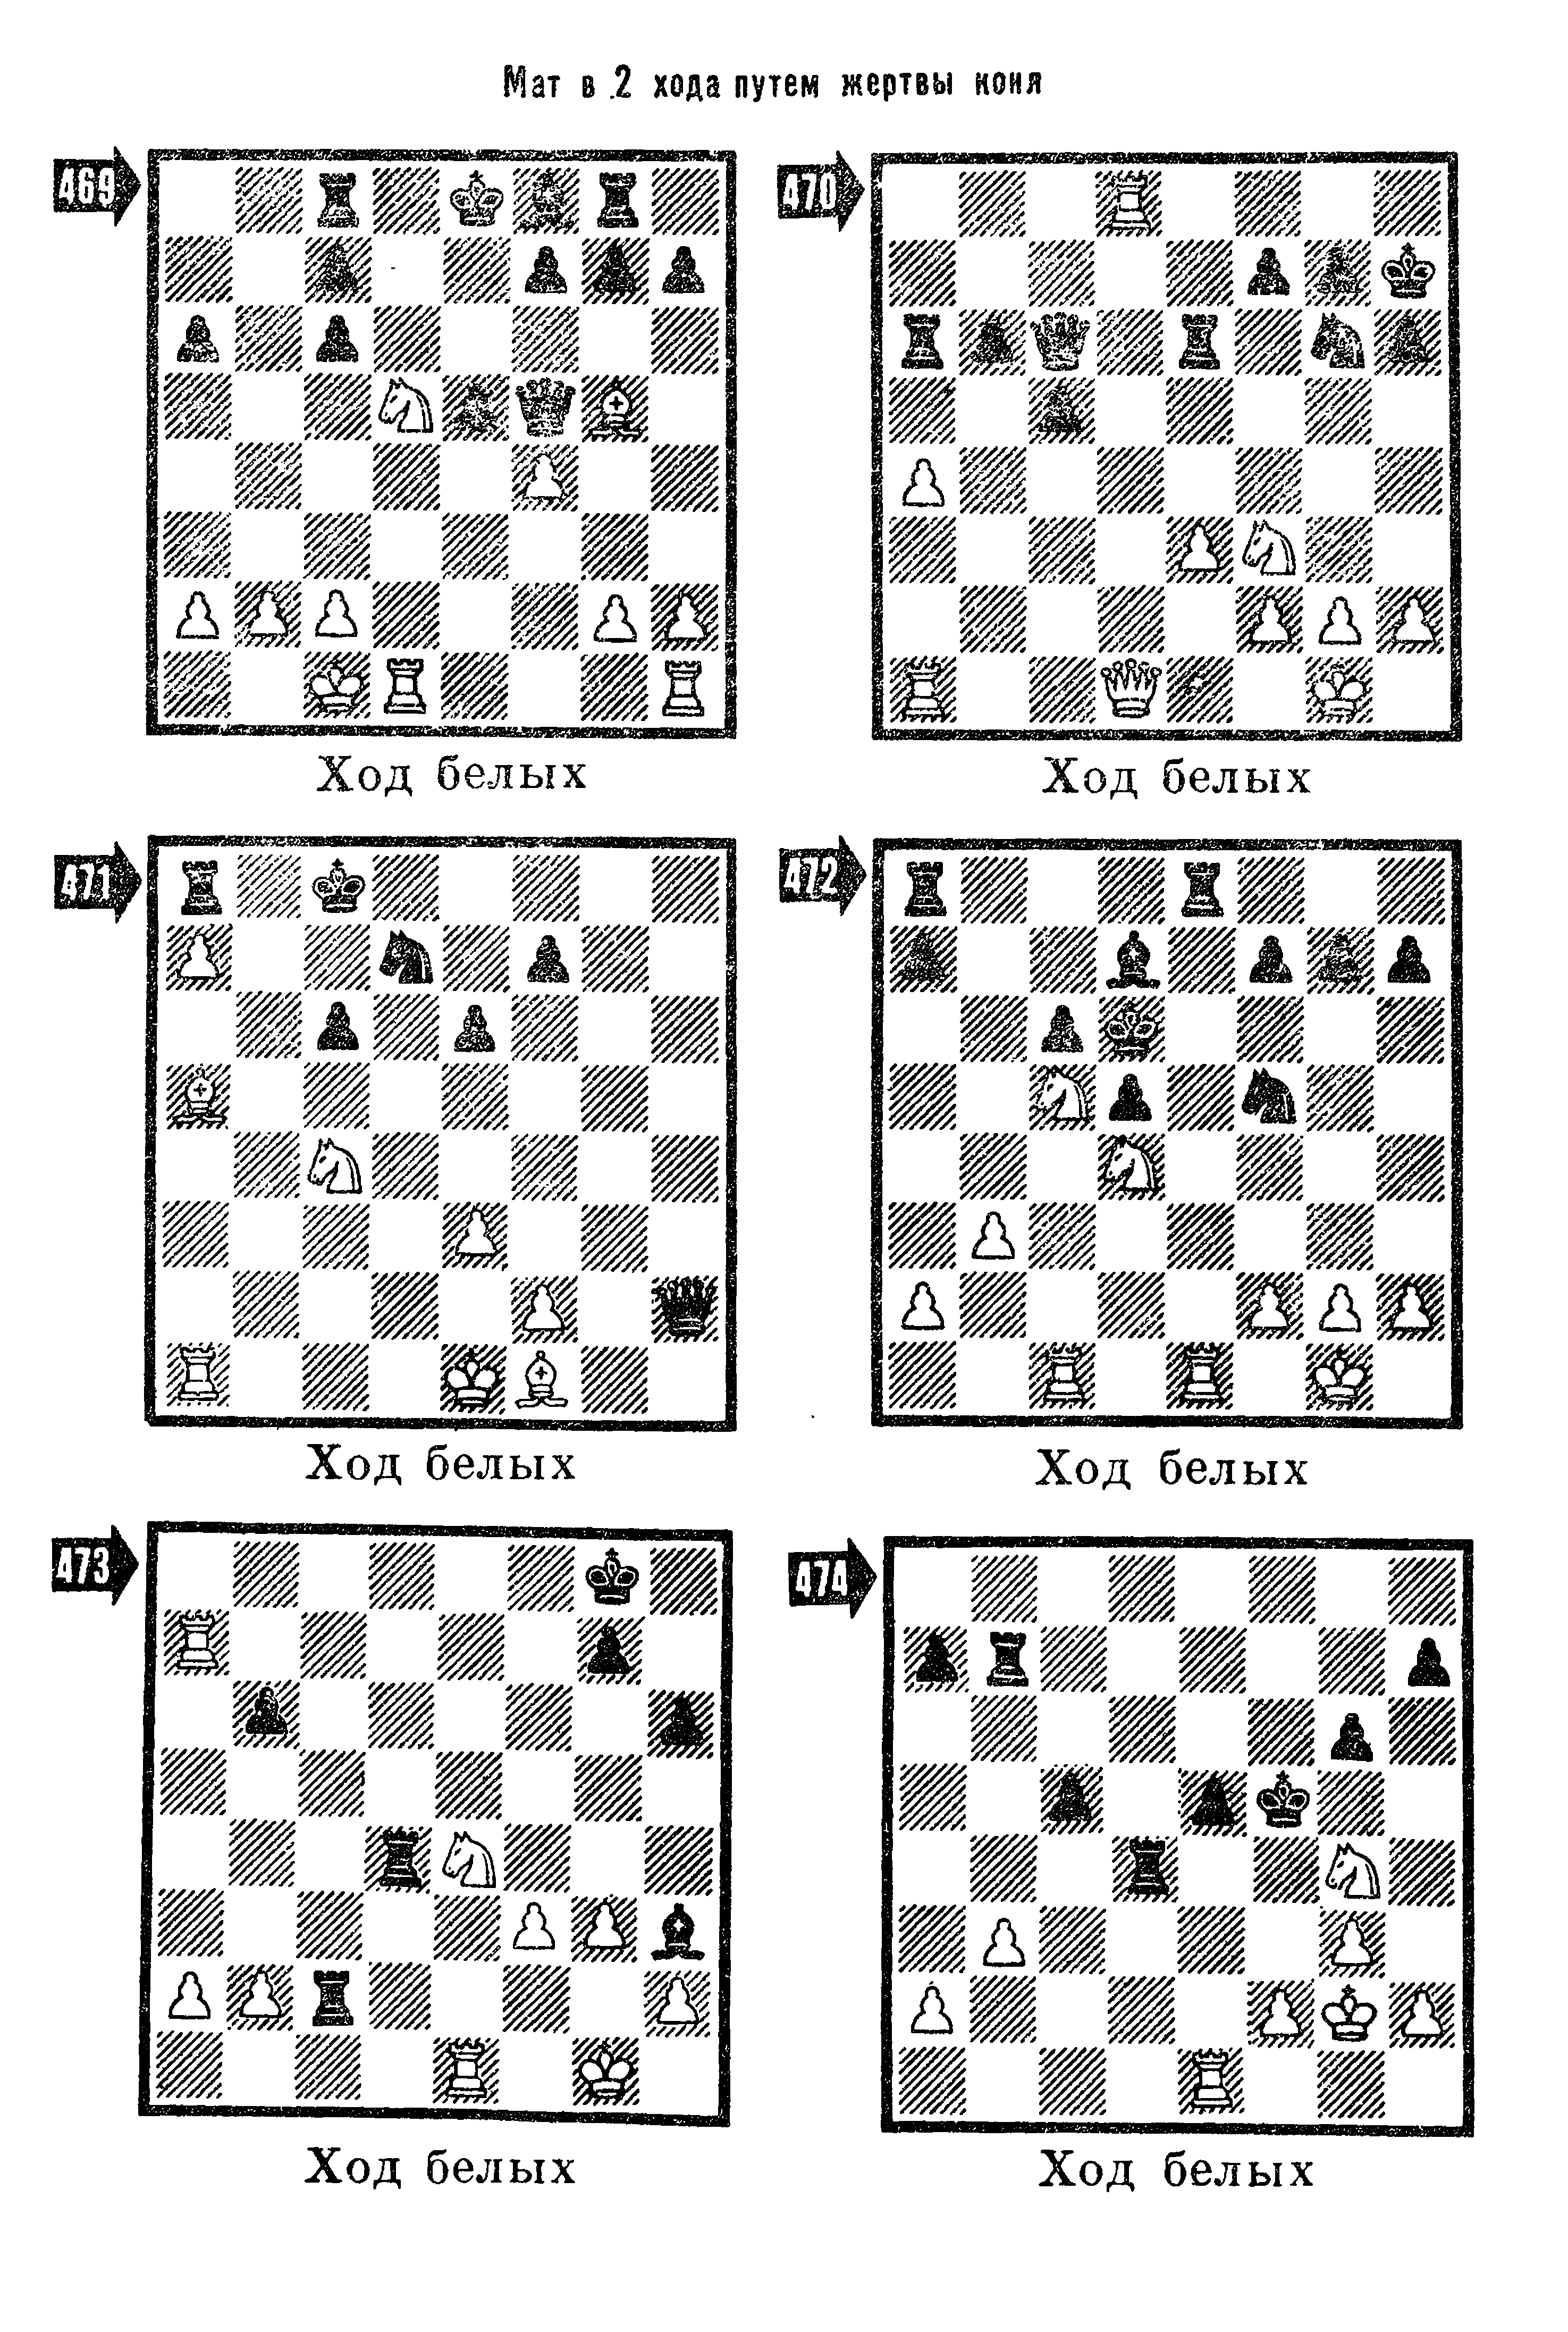 Мат в 2 хода путем жертвы коня
469
470
Ход белых
Ход белых
471
472
Ход белых
Ход белых
473
474
Ход белых
Ход белых